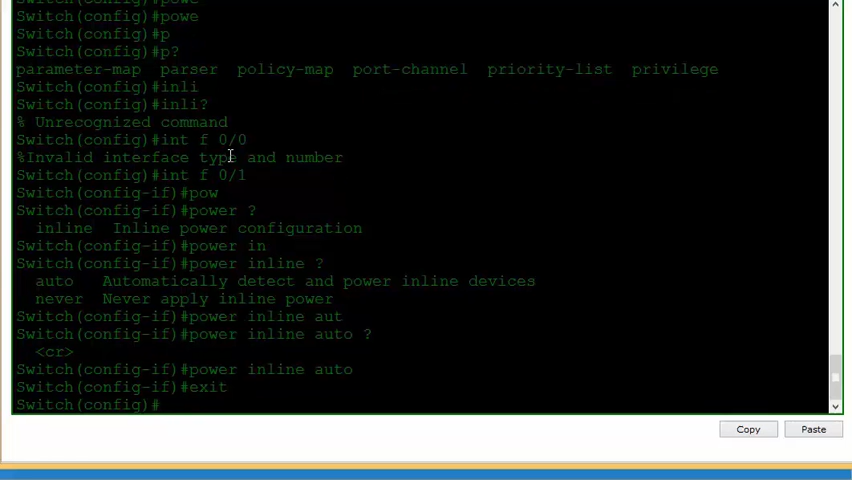 Switch(config)#powe
Switch(config)#p
Switch(config)#p?
parameter-map  parser  policy-map  port-channel  priority-list  privilege
Switch(config)#inli
Switch(config)#inli?
% Unrecognized command
Switch(config)#int f 0/0
%Invalid interface type and number
Switch(config)#int f 0/1
Switch(config-if)#pow
Switch(config-if)#power ?
  inline  Inline power configuration
Switch(config-if)#power in
Switch(config-if)#power inline ?
  auto   Automatically detect and power inline devices
  never  Never apply inline power
Switch(config-if)#power inline aut
Switch(config-if)#power inline auto ?
  <cr>
Switch(config-if)#power inline auto
Switch(config-if)#exit
Switch(config)#
Copy Paste